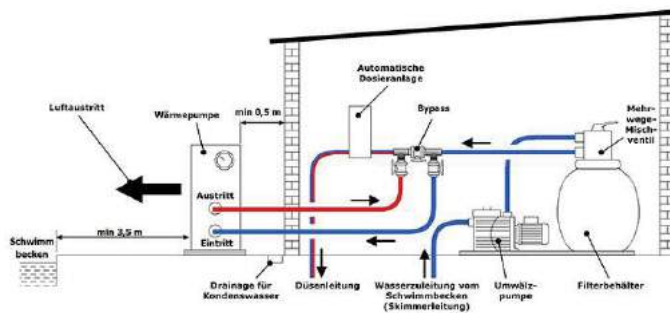 Automatische
Dosieranlage
Luftaustritt
Wärmepumpe
min 0,5 m
Bypass
Mehr-
wege-
Misch-
ventil
Austritt
Eintritt
min 3,5 m
Schwimm
becken
Drainage für
Kondenswasser
Düsenleitung
Wasserzuleitung vom
Schwimmbecken
(Skimmerleitung)
Umwälz-
pumpe
Filterbehälter